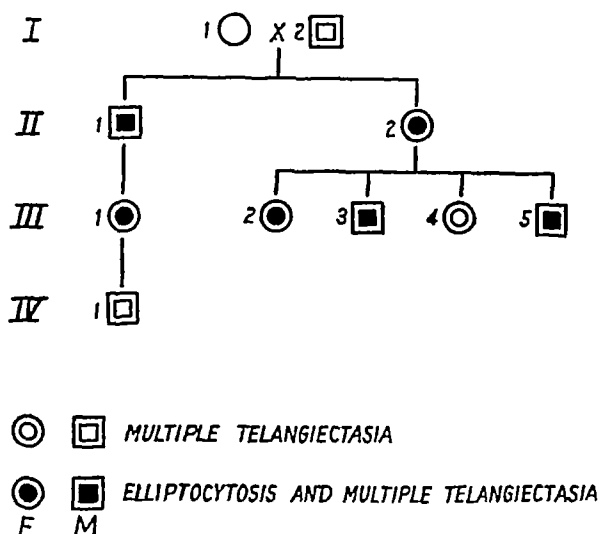 I 1 X 2
II 1 2
III 1 2 3 4 5
IV 1
MULTIPLE TELANGIECTASIA
ELLIPTOCYTOSIS AND MULTIPLE TELANGIECTASIA
F M